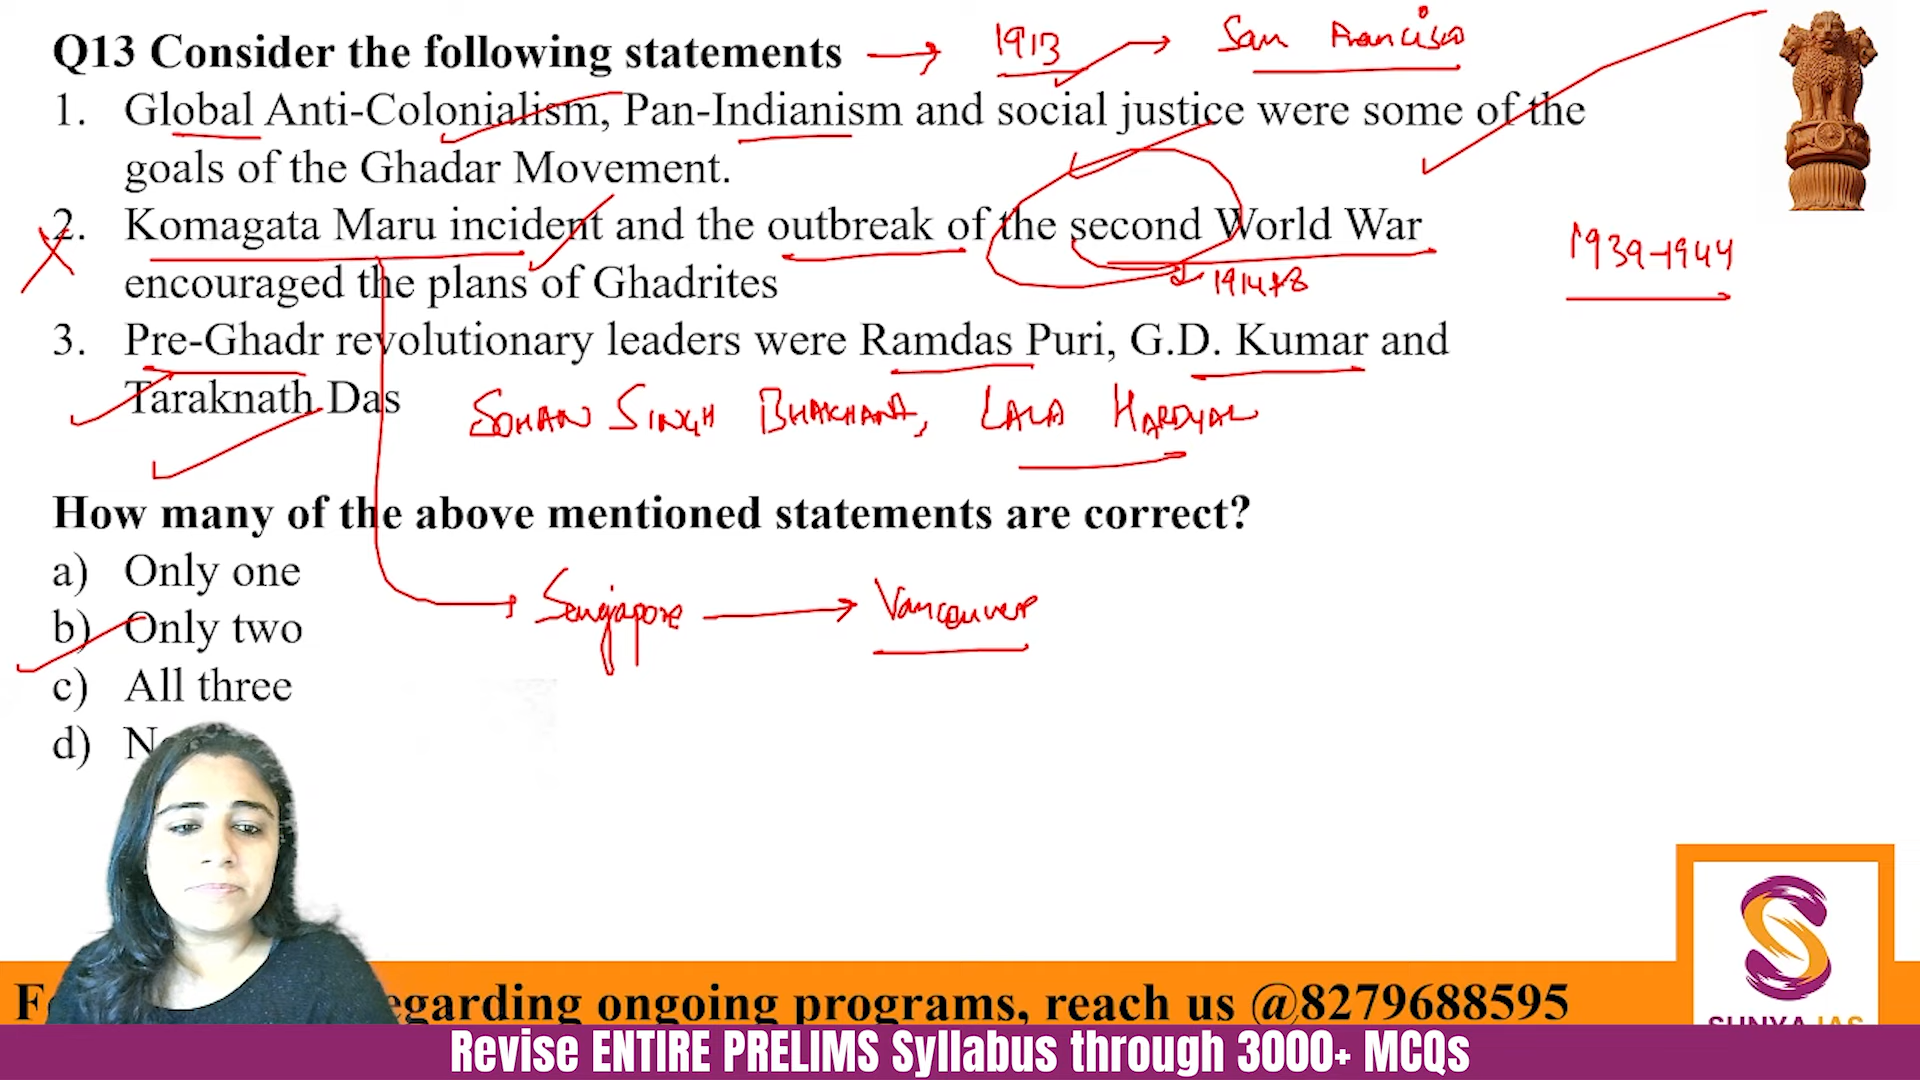 Q13 Consider the following statements → 1913 → San Francisco
1. Global Anti-Colonialism, Pan-Indianism and social justice were some of the
goals of the Ghadar Movement.
2. Komagata Maru incident and the outbreak of the second World War
1939-1944
encouraged the plans of Ghadrites
3. Pre-Ghadr revolutionary leaders were Ramdas Puri, G.D. Kumar and
Taraknath Das
SOHAN SINGH BHAKHANA, LALA HARDYAL
How many of the above mentioned statements are correct?
a) Only one
Singapore → Vancouver
b) Only two
c) All three
d)
egarding ongoing programs, reach us @8279688595
Revise ENTIRE PRELIMS Syllabus through 3000+ MCQs